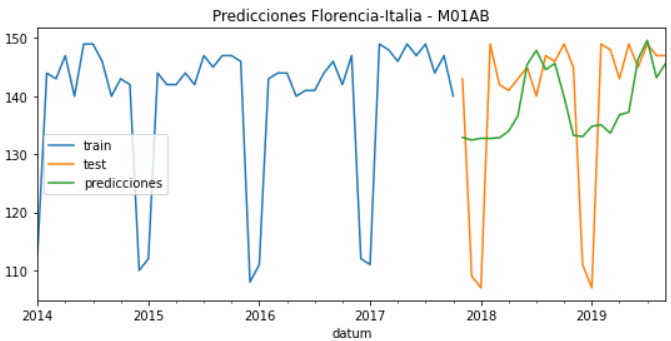 Predicciones Florencia-Italia - M01AB
150
140
130
120
110
train
test
predicciones
2014 2015 2016 2017 2018 2019
datum